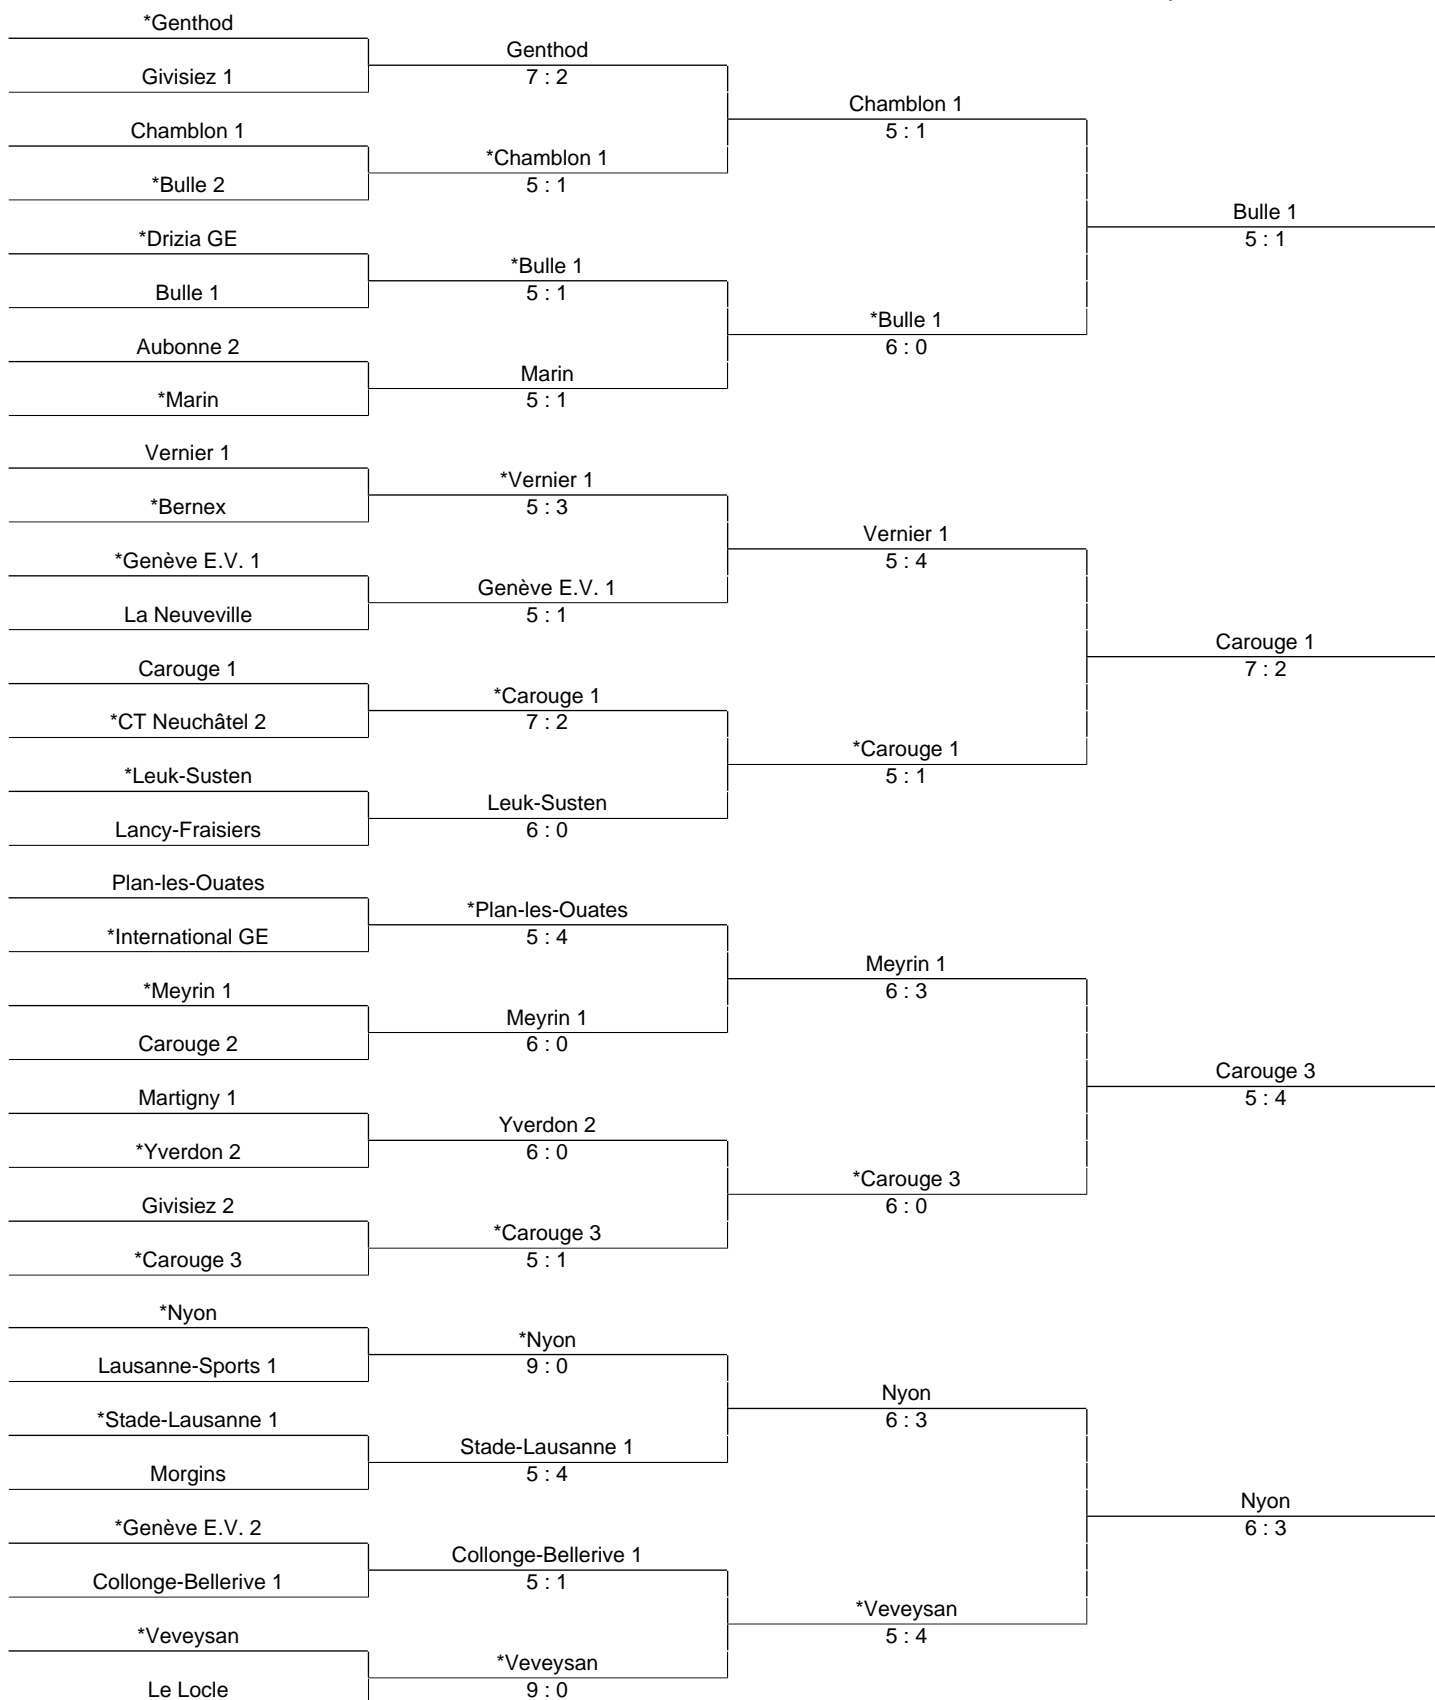 *Genthod
Givisiez 1
Chamblon 1
*Bulle 2
*Drizia GE
Bulle 1
Aubonne 2
*Marin
Vernier 1
*Bernex
*Genève E.V. 1
La Neuveville
Carouge 1
*CT Neuchâtel 2
*Leuk-Susten
Lancy-Fraisiers
Plan-les-Ouates
*International GE
*Meyrin 1
Carouge 2
Martigny 1
*Yverdon 2
Givisiez 2
*Carouge 3
*Nyon
Lausanne-Sports 1
*Stade-Lausanne 1
Morgins
*Genève E.V. 2
Collonge-Bellerive 1
*Veveysan
Le Locle
Genthod
7 : 2
*Chamblon 1
5 : 1
*Bulle 1
5 : 1
Marin
5 : 1
*Vernier 1
5 : 3
Genève E.V. 1
5 : 1
*Carouge 1
7 : 2
Leuk-Susten
6 : 0
*Plan-les-Ouates
5 : 4
Meyrin 1
6 : 0
Yverdon 2
6 : 0
*Carouge 3
5 : 1
*Nyon
9 : 0
Stade-Lausanne 1
5 : 4
Collonge-Bellerive 1
5 : 1
*Veveysan
9 : 0
Chamblon 1
5 : 1
*Bulle 1
6 : 0
Vernier 1
5 : 4
*Carouge 1
5 : 1
Meyrin 1
6 : 3
*Carouge 3
6 : 0
Nyon
6 : 3
*Veveysan
5 : 4
Bulle 1
5 : 1
Carouge 1
7 : 2
Carouge 3
5 : 4
Nyon
6 : 3